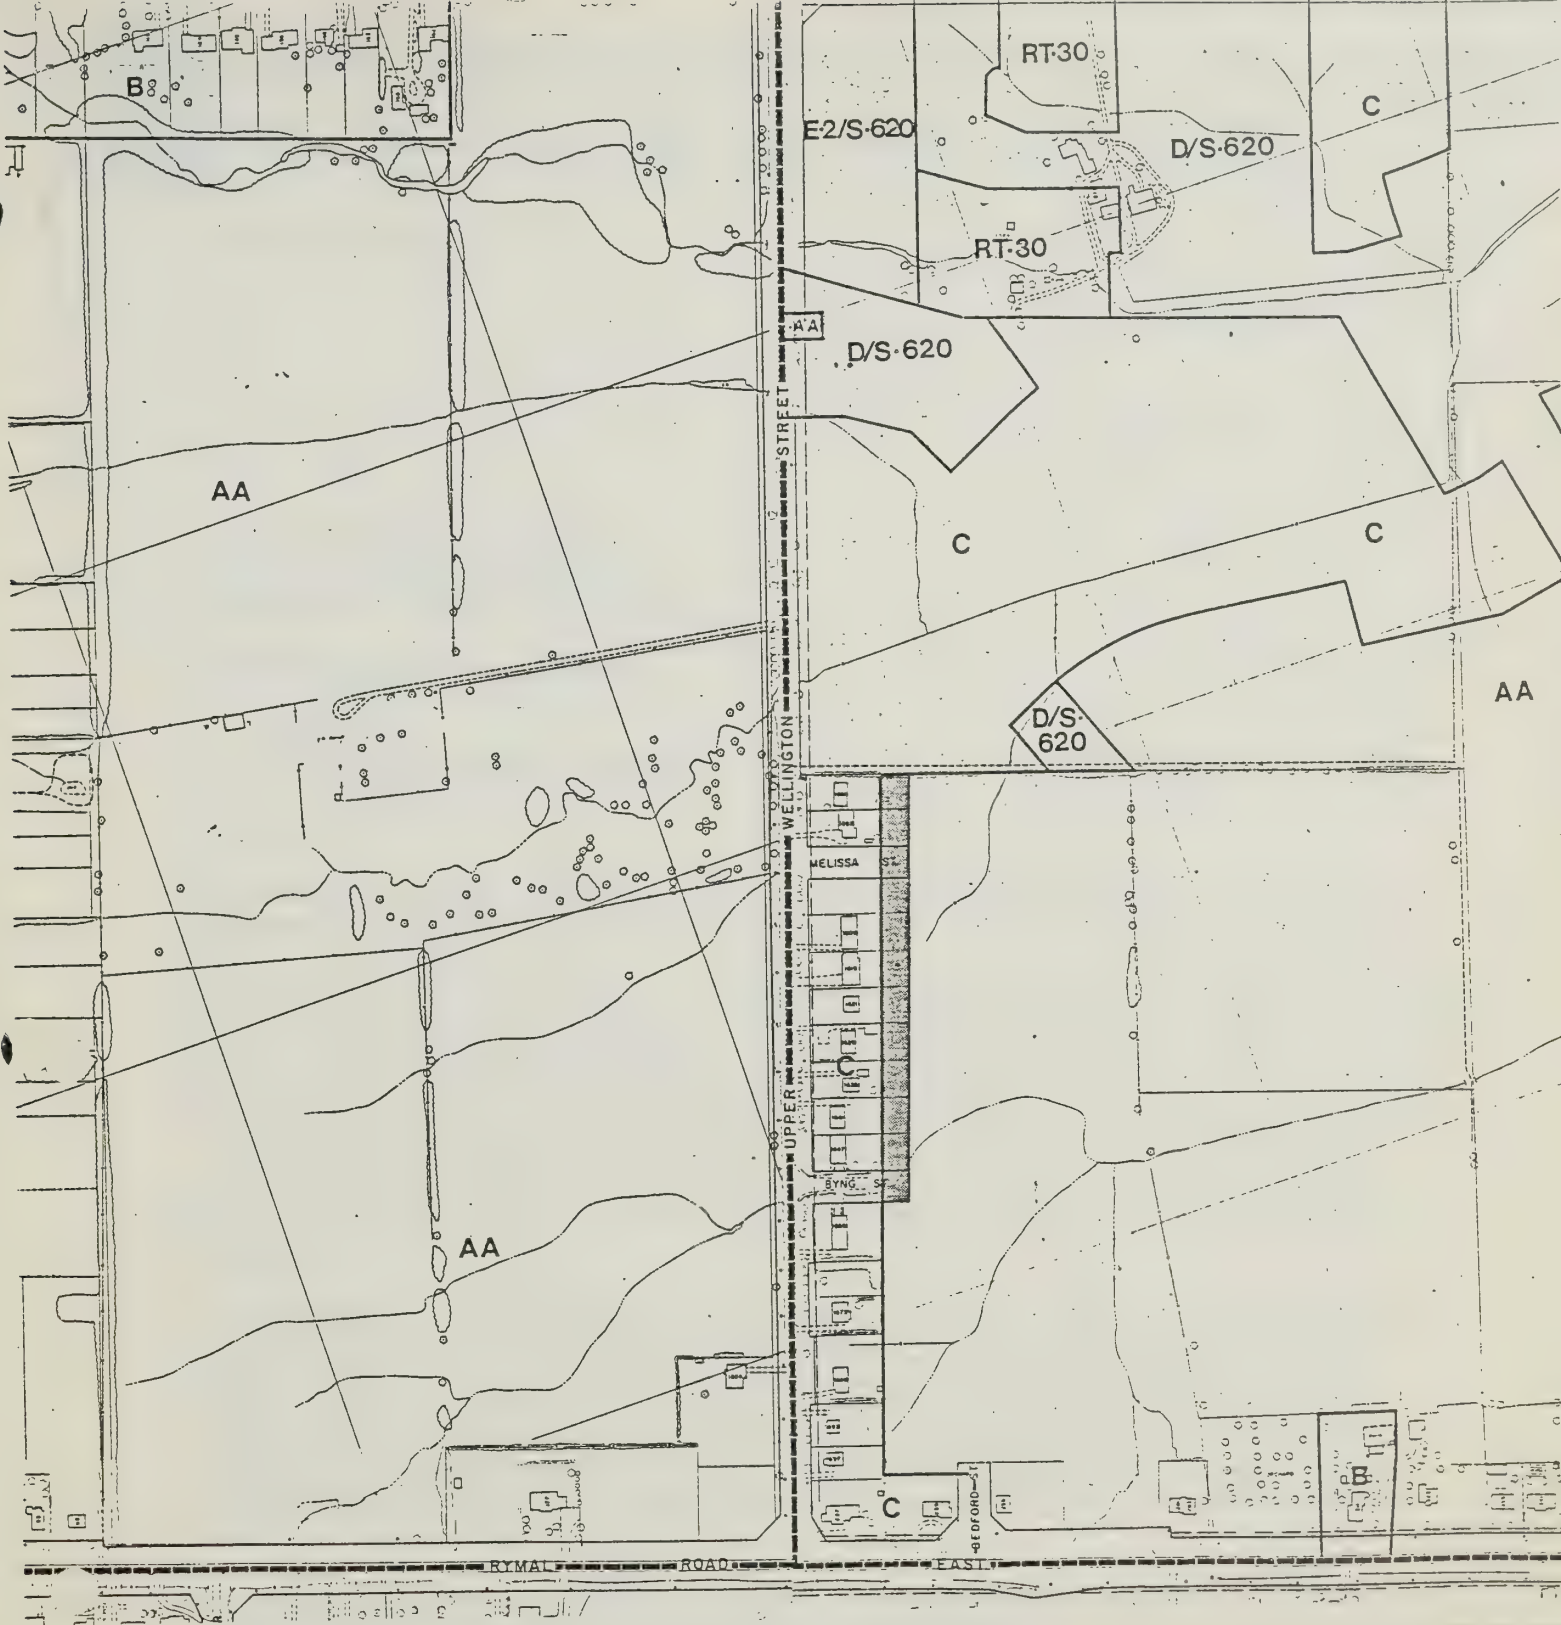 RT-30
B
C
E-2/S-620
D/S-620
RT-30
AA
D/S-620
STREET
AA
C
C
AA
D/S-
620
WELLINGTON
MELISSA ST
C
UPPER
BYNG ST
AA
B
C
BEDFORD ST
RYMAL ROAD EAST